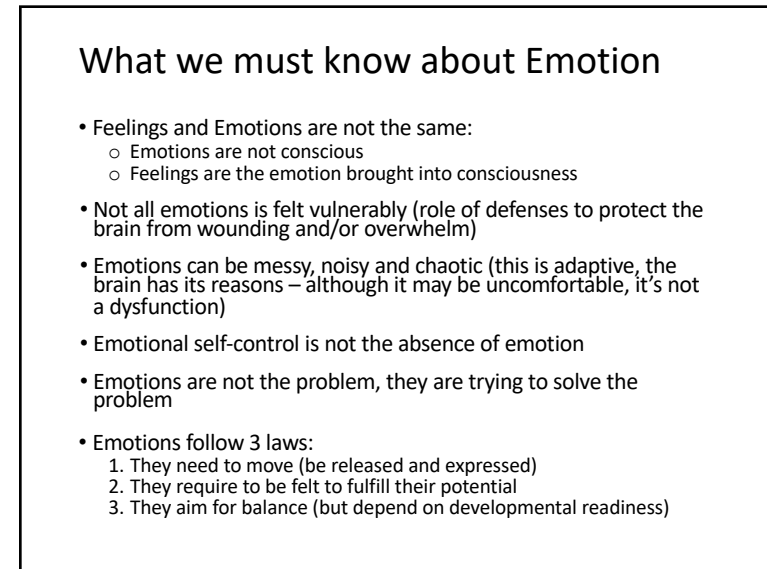 What we must know about Emotion
• Feelings and Emotions are not the same:
o Emotions are not conscious
o Feelings are the emotion brought into consciousness
• Not all emotions is felt vulnerably (role of defenses to protect the
brain from wounding and/or overwhelm)
• Emotions can be messy, noisy and chaotic (this is adaptive, the
brain has its reasons – although it may be uncomfortable, it’s not
a dysfunction)
• Emotional self-control is not the absence of emotion
• Emotions are not the problem, they are trying to solve the
problem
• Emotions follow 3 laws:
1. They need to move (be released and expressed)
2. They require to be felt to fulfill their potential
3. They aim for balance (but depend on developmental readiness)